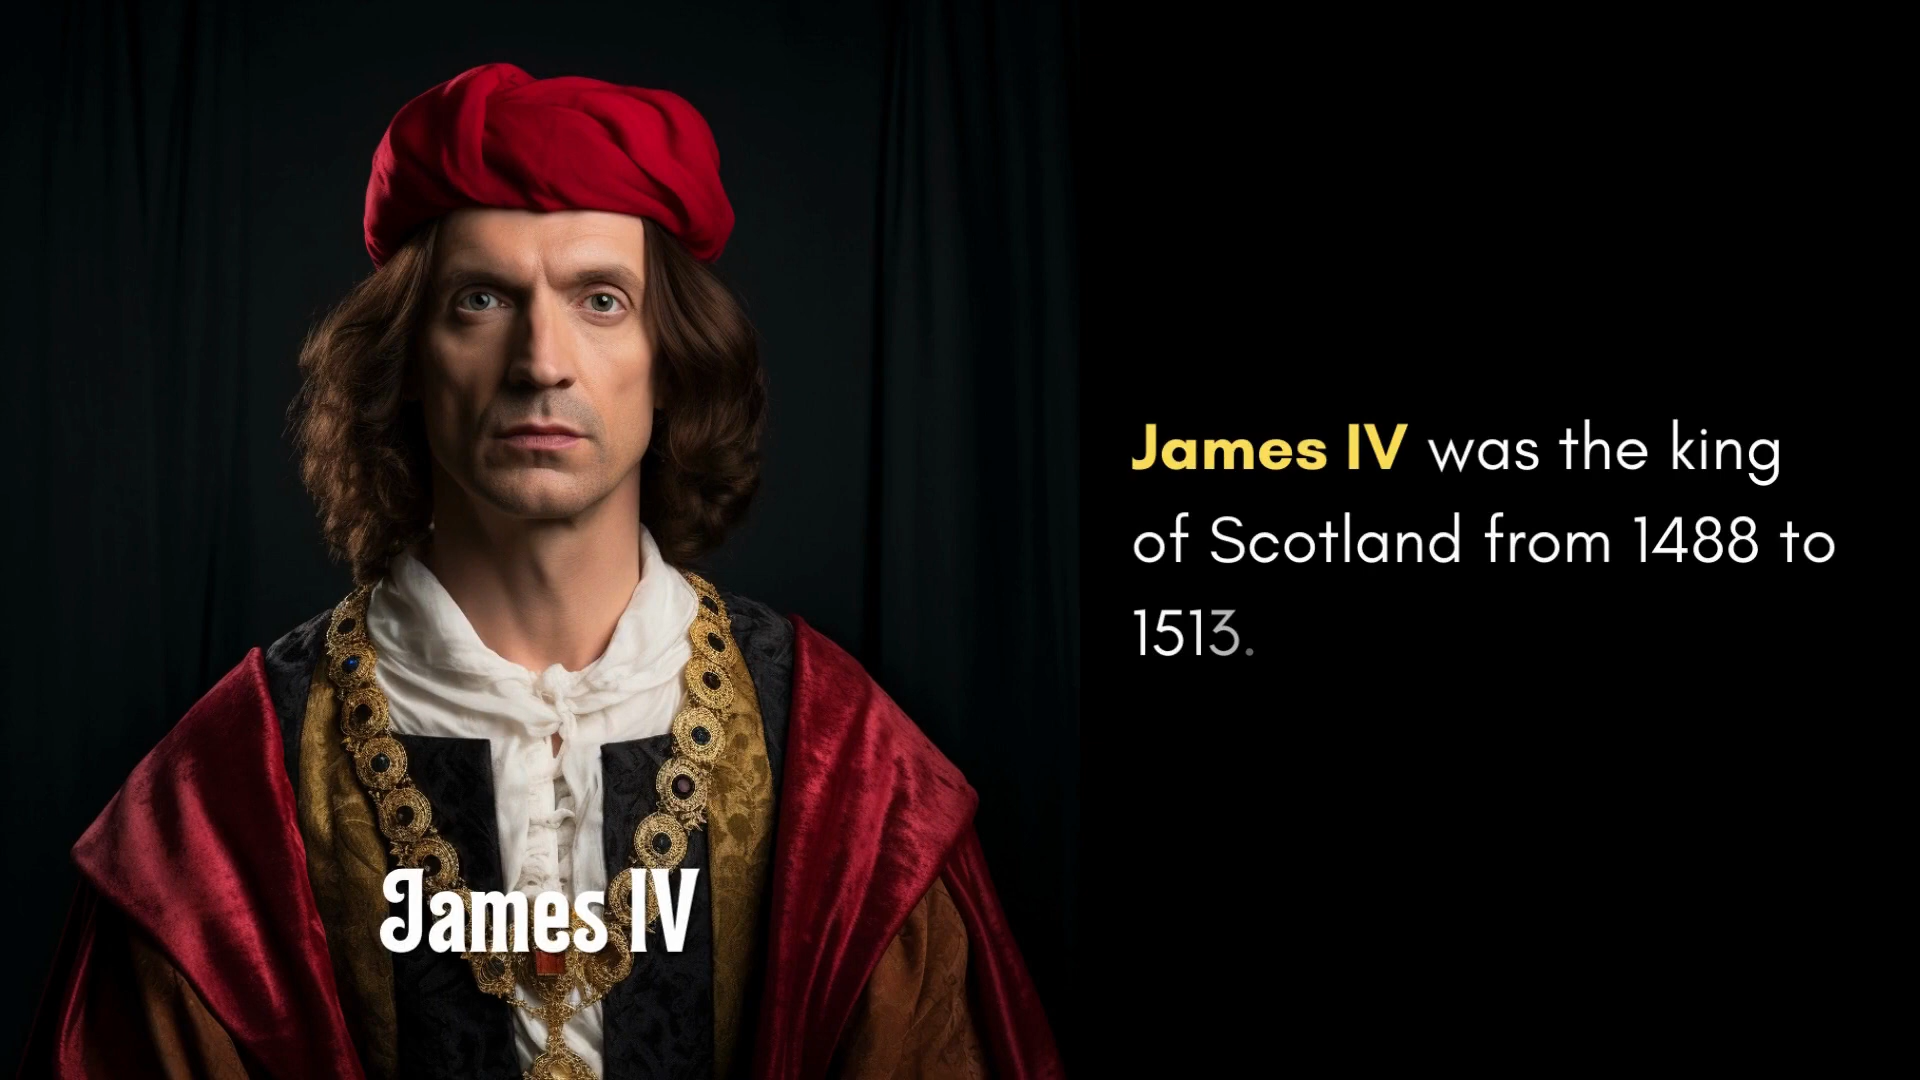 James IV was the king
of Scotland from 1488 to
1513.
James IV